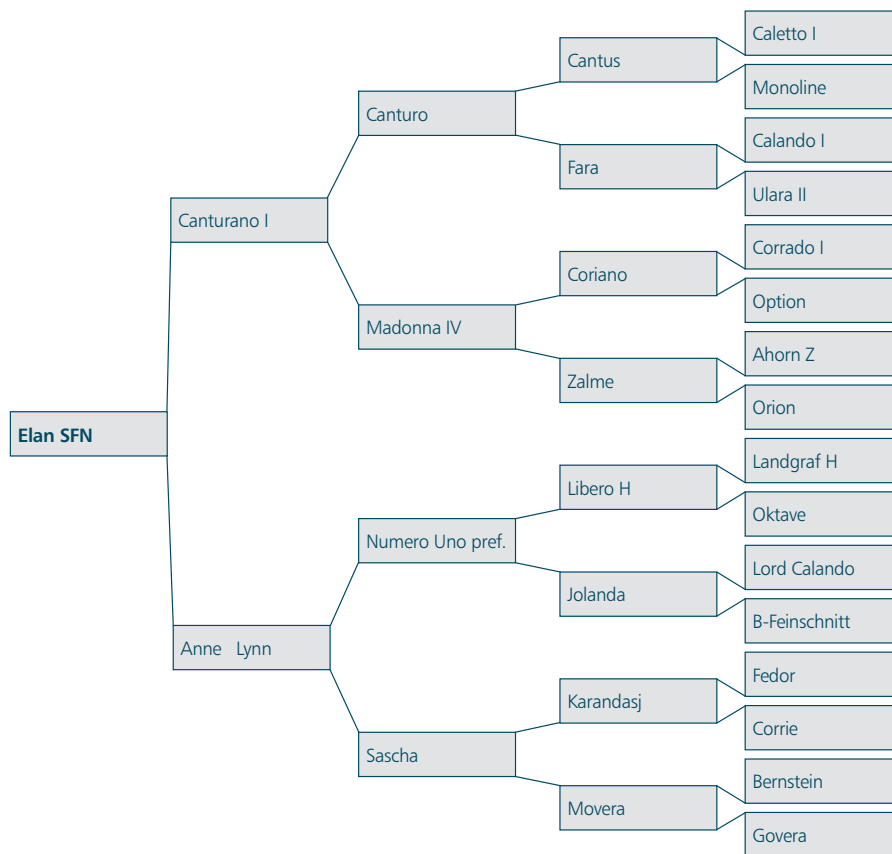 Caletto I
Cantus
Monoline
Canturo
Calando I
Fara
Ulara II
Canturano I
Corrado I
Coriano
Option
Madonna IV
Ahorn Z
Zalme
Orion
Elan SFN
Landgraf H
Libero H
Oktave
Numero Uno pref.
Lord Calando
Jolanda
B-Feinschnitt
Anne Lynn
Fedor
Karandasj
Corrie
Sascha
Bernstein
Movera
Govera